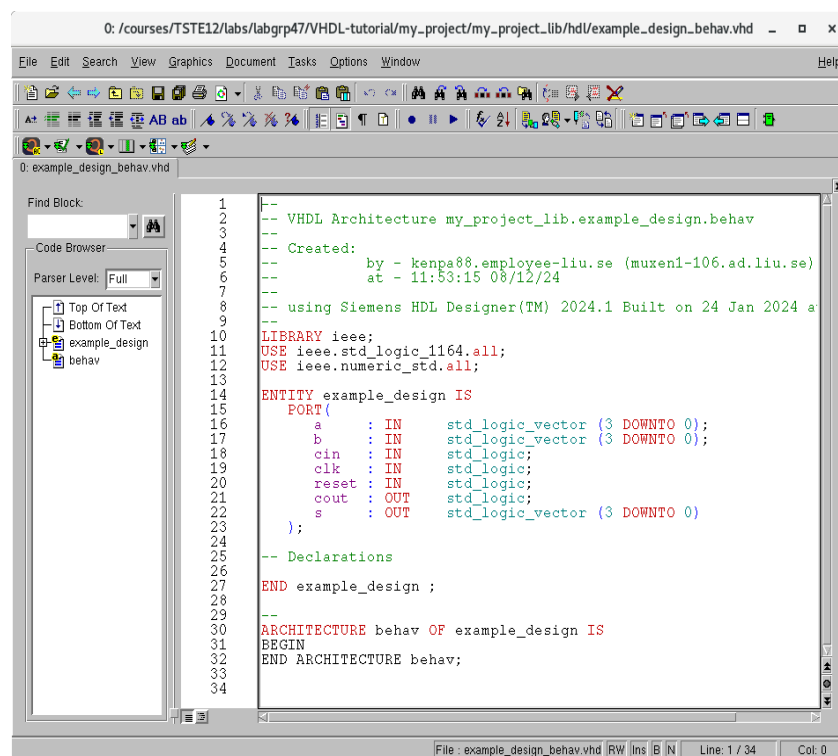 0: /courses/TSTE12/labs/labgrp47/VHDL-tutorial/my_project/my_project_lib/hdl/example_design_behav.vhd
File Edit Search View Graphics Document Tasks Options Window Help
AB ab
0: example_design_behav.vhd
Find Block:
Code Browser
Parser Level: Full
Top Of Text
Bottom Of Text
example_design
behav
1 --
2 -- VHDL Architecture my_project_lib.example_design.behav
3 --
4 -- Created:
5 --          by - kenpa88.employee-liu.se (muxen1-106.ad.liu.se)
6 --          at - 11:53:15 08/12/24
7 --
8 -- using Siemens HDL Designer(TM) 2024.1 Built on 24 Jan 2024
9 --
10 LIBRARY ieee;
11 USE ieee.std_logic_1164.all;
12 USE ieee.numeric_std.all;
13
14 ENTITY example_design IS
15    PORT(
16       a     : IN     std_logic_vector (3 DOWNTO 0);
17       b     : IN     std_logic_vector (3 DOWNTO 0);
18       cin   : IN     std_logic;
19       clk   : IN     std_logic;
20       reset : IN     std_logic;
21       cout  : OUT    std_logic;
22       s     : OUT    std_logic_vector (3 DOWNTO 0)
23    );
24
25 -- Declarations
26
27 END example_design ;
28
29 --
30 ARCHITECTURE behav OF example_design IS
31 BEGIN
32 END ARCHITECTURE behav;
33
34
File : example_design_behav.vhd RW Ins B N Line: 1 / 34 Col: 0